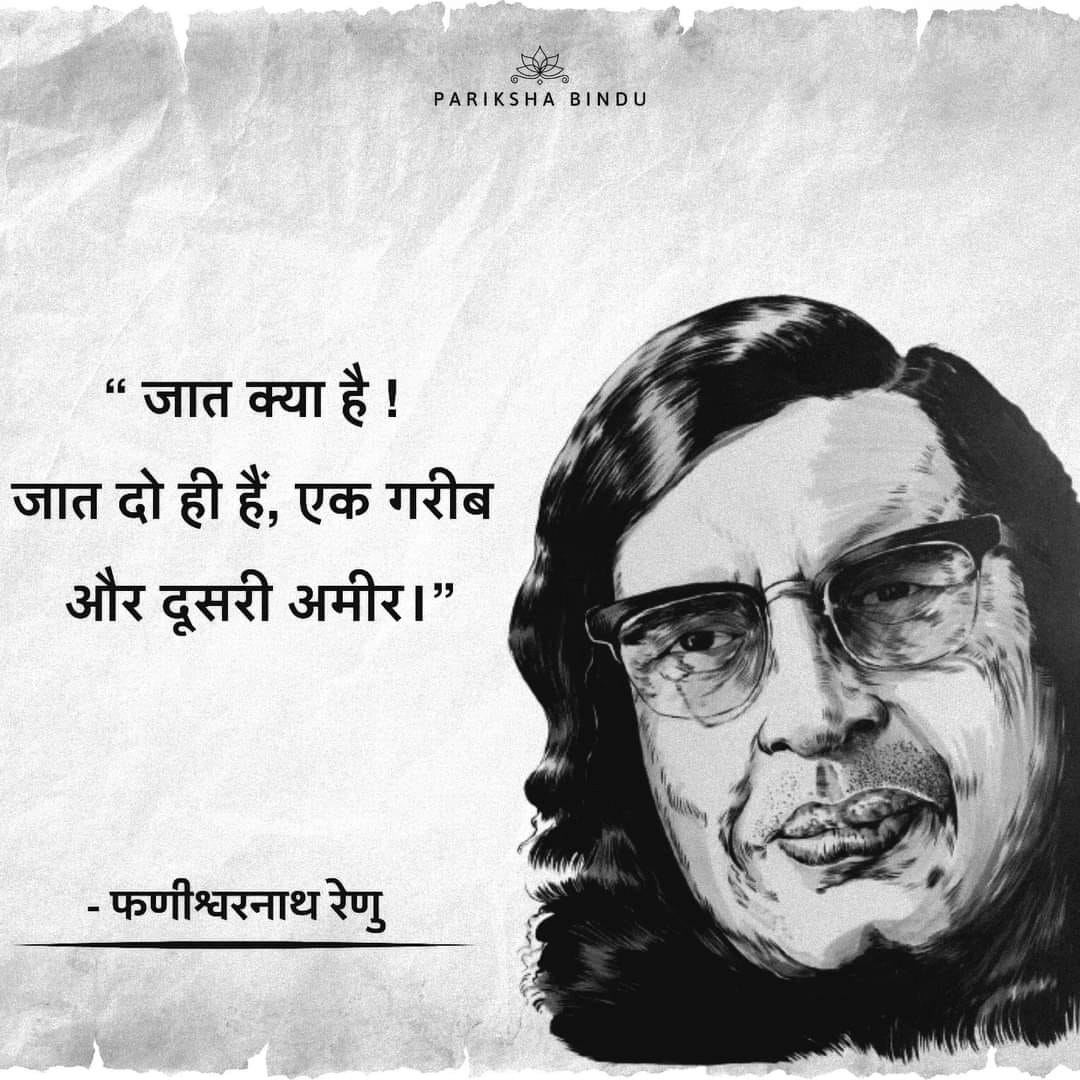 PARIKSHA BINDU
“ जात क्या है !
जात दो ही हैं, एक गरीब
और दूसरी अमीर।”
- फणीश्वरनाथ रेणु